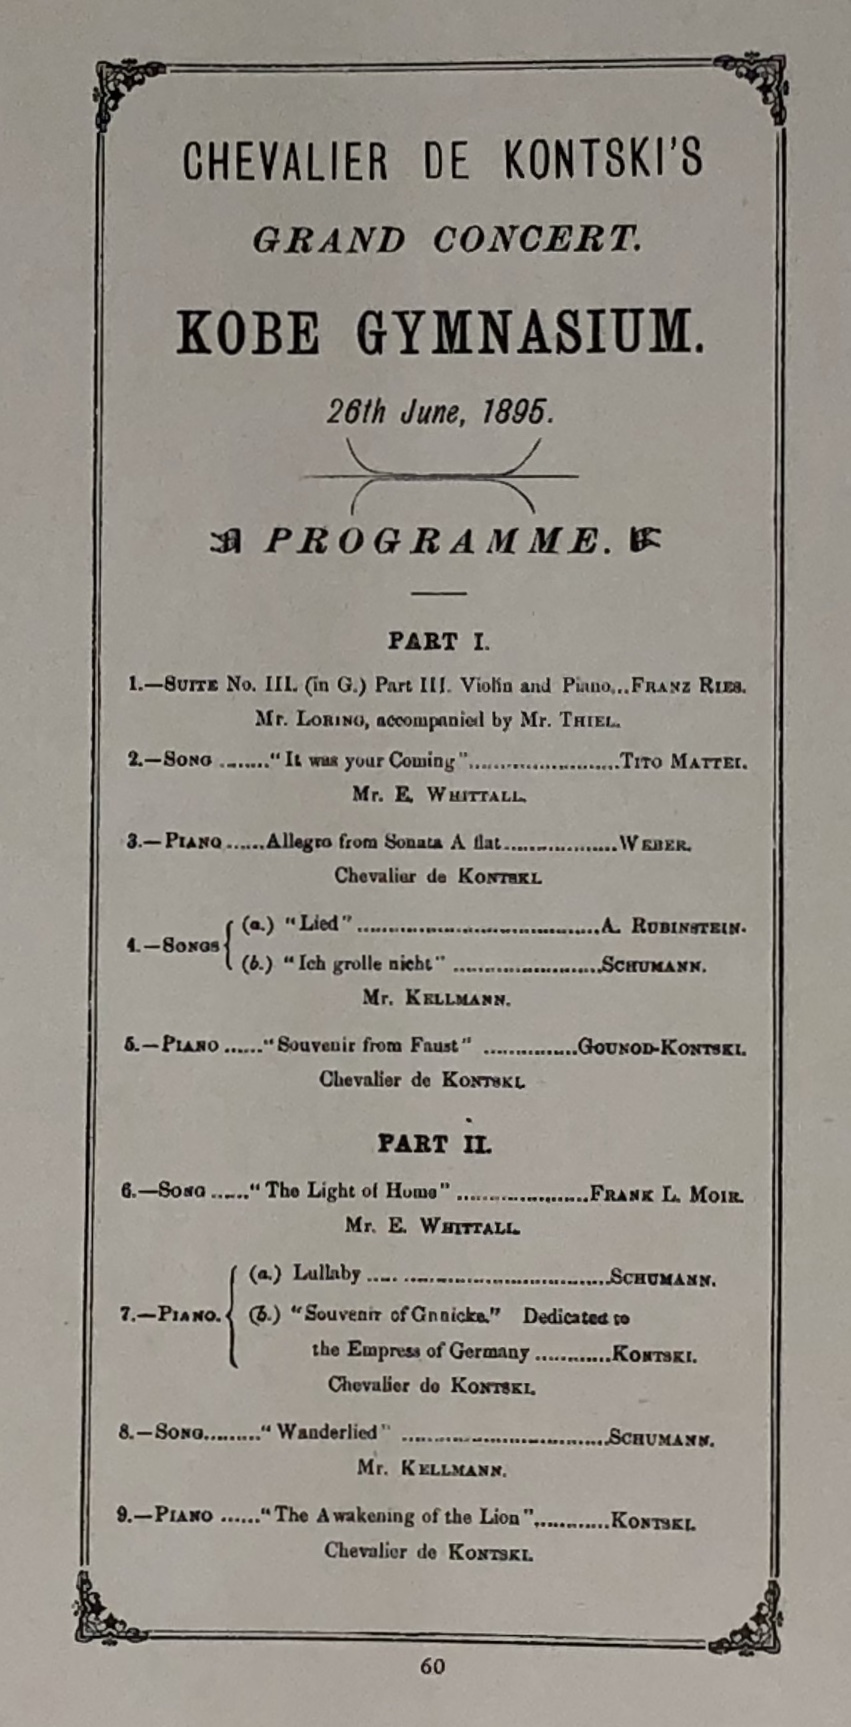 CHEVALIER DE KONTSKI'S
GRAND CONCERT.
KOBE GYMNASIUM.
26th June, 1895.
PROGRAMME.
PART I.
1.—SUITE No. III. (in G.) Part III. Violin and Piano...FRANZ RIES.
Mr. LORING, accompanied by Mr. THIEL.
2.—SONG ........"It was your Coming"........................TITO MATTEI.
Mr. E. WHITTALL.
3.—PIANO ......Allegro from Sonata A flat..................WEBER.
Chevalier de KONTSKI.
4.—SONGS
(a.) "Lied" .......................................A. RUBINSTEIN.
(b.) "Ich grolle nicht" ........................SCHUMANN.
Mr. KELLMANN.
5.—PIANO ......"Souvenir from Faust" ...............GOUNOD-KONTSKI.
Chevalier de KONTSKI.
PART II.
6.—SONG ......"The Light of Home" .....................FRANK L. MOIR.
Mr. E. WHITTALL.
7.—PIANO.
(a.) Lullaby ..... .................................SCHUMANN.
(b.) "Souvenir of Gnnicke." Dedicated to
the Empress of Germany ............KONTSKI.
Chevalier de KONTSKI.
8.—SONG........."Wanderlied" .................................SCHUMANN.
Mr. KELLMANN.
9.—PIANO ......"The Awakening of the Lion"............KONTSKI.
Chevalier de KONTSKI.
60